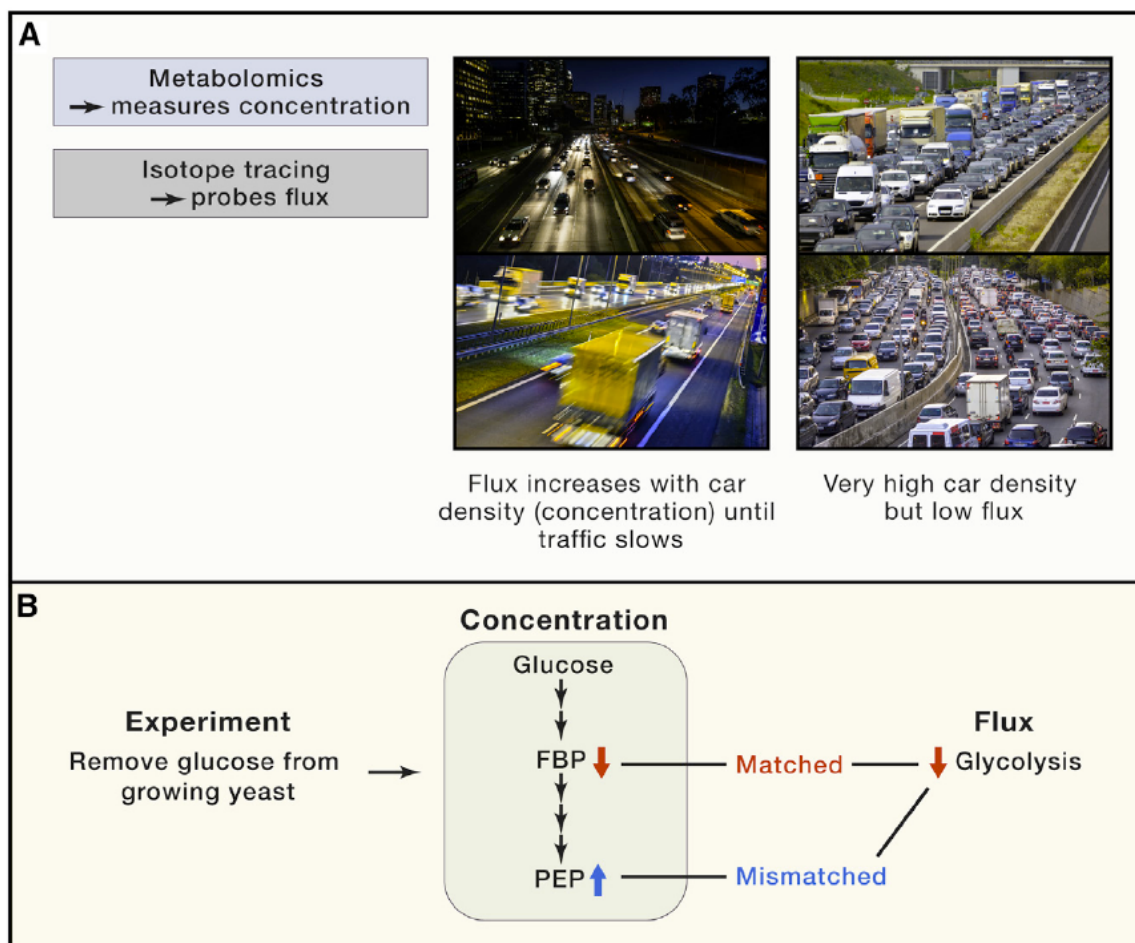 A
Metabolomics
→ measures concentration
Isotope tracing
→ probes flux
Flux increases with car
density (concentration) until
traffic slows
Very high car density
but low flux
B
Concentration
Glucose
Experiment
Remove glucose from
growing yeast
FBP
Matched
Flux
Glycolysis
PEP
Mismatched